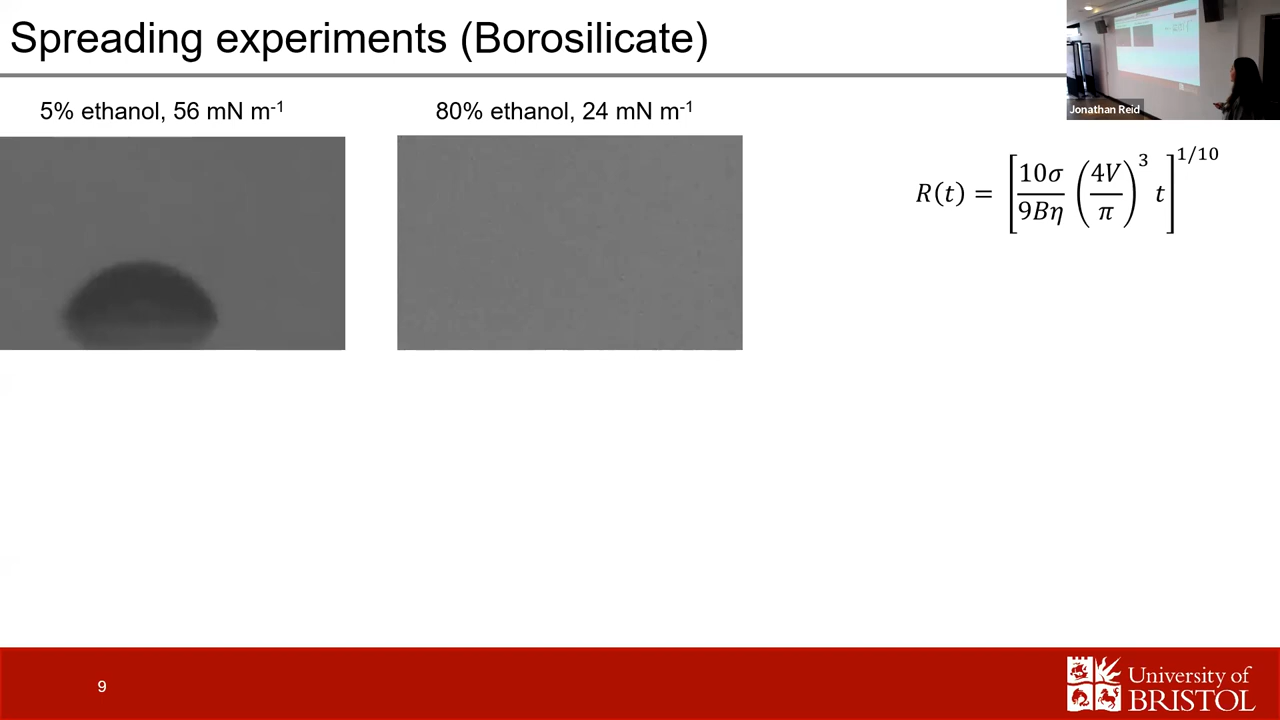 Spreading experiments (Borosilicate)
Jonathan Reid
5% ethanol, 56 mN m⁻¹
80% ethanol, 24 mN m⁻¹
R(t) = [10σ/9Bη (4V/π)³ t]^1/10
9
University of
BRISTOL